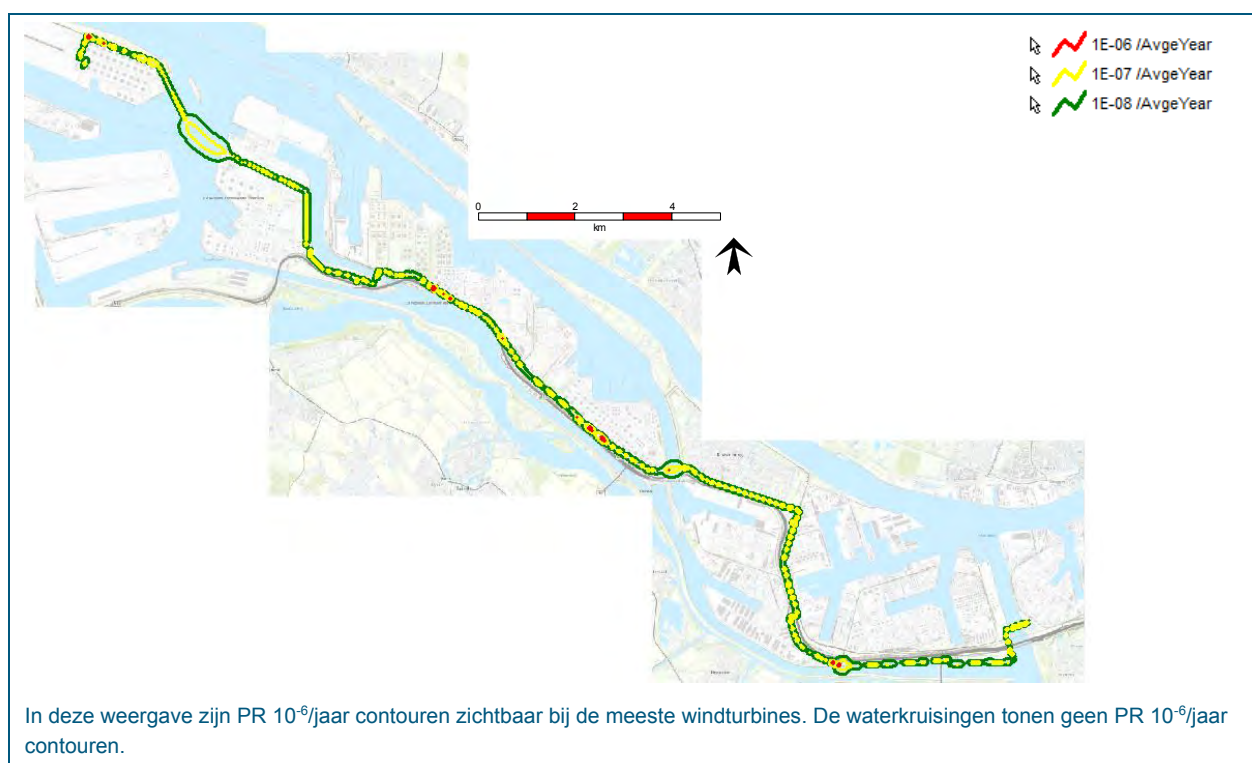 1E-06 /AvgeYear
1E-07 /AvgeYear
1E-08 /AvgeYear
0 2 4
km
In deze weergave zijn PR 10⁻⁶/jaar contouren zichtbaar bij de meeste windturbines. De waterkruisingen tonen geen PR 10⁻⁶/jaar
contouren.